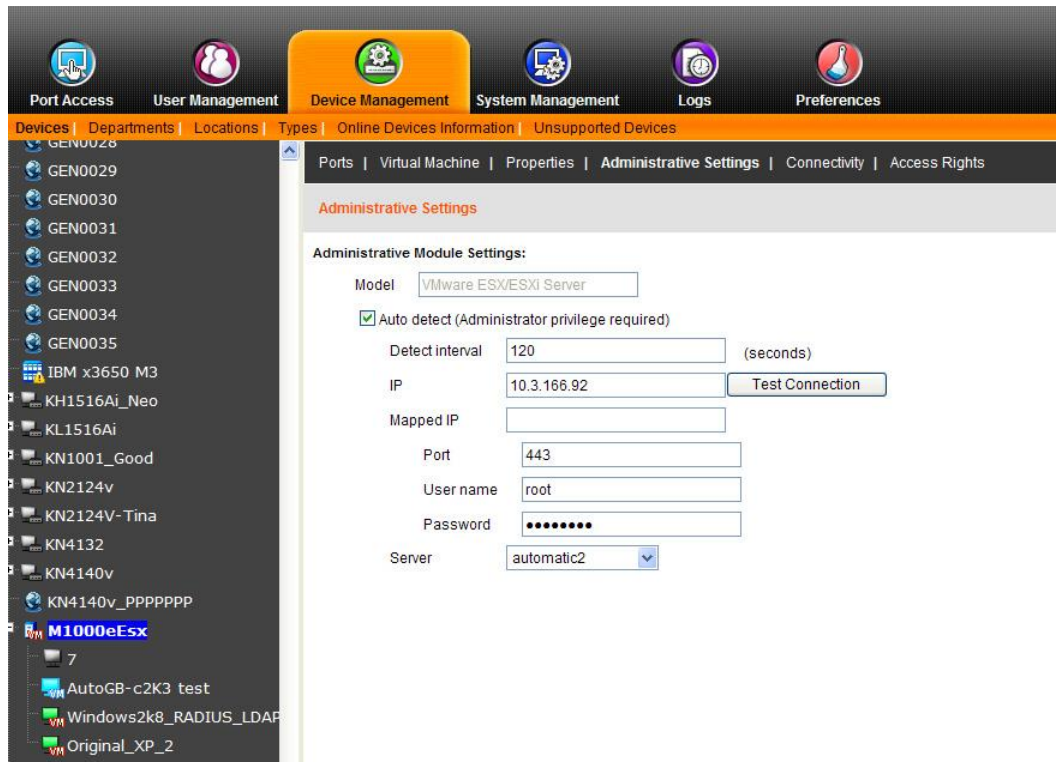 Port Access
User Management
Device Management
System Management
Logs
Preferences
Devices | Departments | Locations | Types | Online Devices Information | Unsupported Devices
GEN0028
GEN0029
GEN0030
GEN0031
GEN0032
GEN0033
GEN0034
GEN0035
IBM x3650 M3
KH1516Ai_Neo
KL1516Ai
KN1001_Good
KN2124v
KN2124V-Tina
KN4132
KN4140v
KN4140v_PPPPPPP
M1000eEsx
7
AutoGB-c2K3 test
Windows2k8_RADIUS_LDAP
Original_XP_2
Ports | Virtual Machine | Properties | Administrative Settings | Connectivity | Access Rights
Administrative Settings
Administrative Module Settings:
Model VMware ESX/ESXi Server
Auto detect (Administrator privilege required)
Detect interval 120 (seconds)
IP 10.3.166.92 Test Connection
Mapped IP
Port 443
User name root
Password ••••••••
Server automatic2